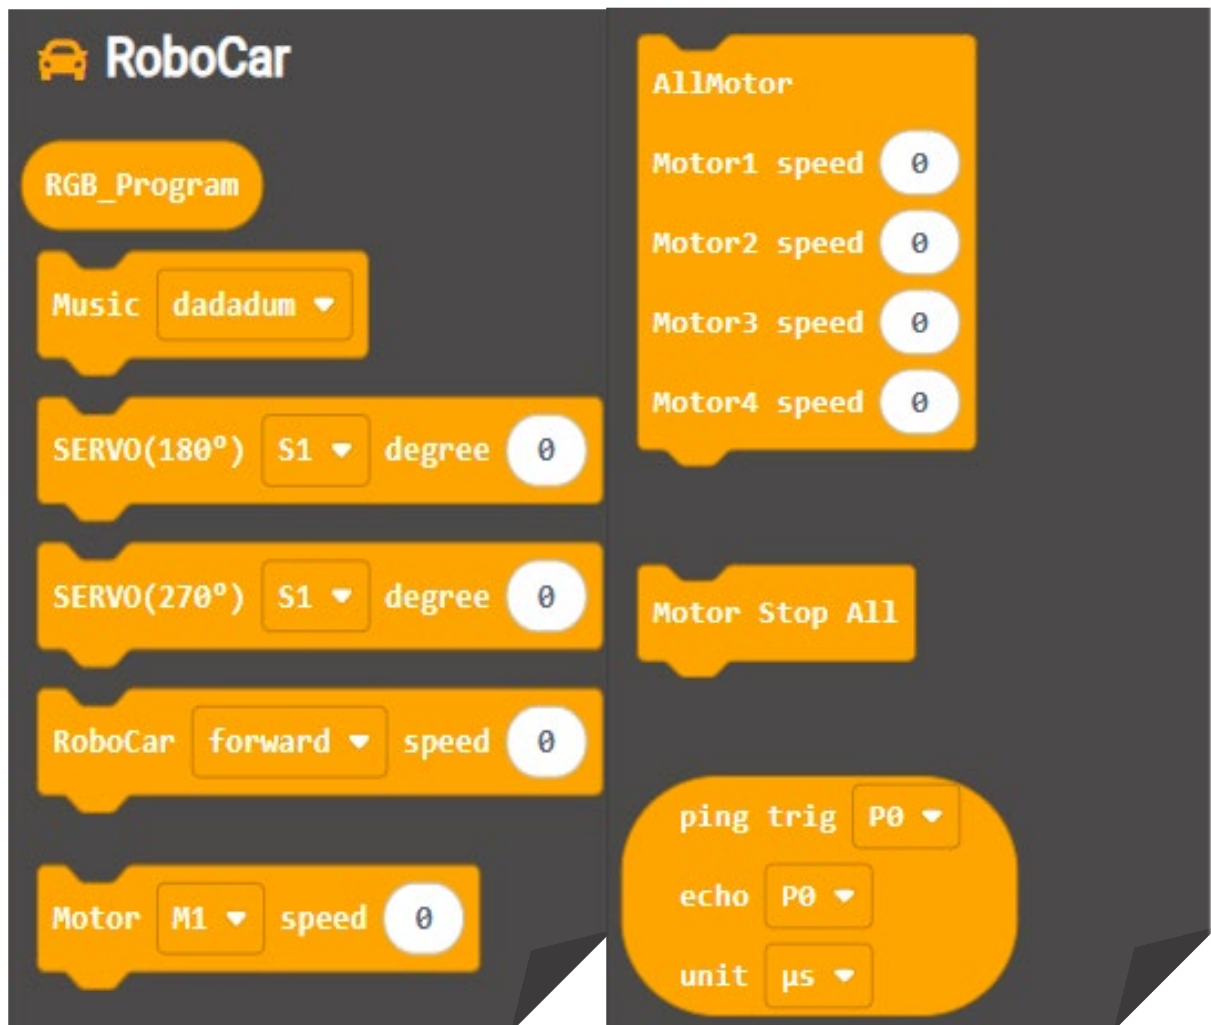 RoboCar
RGB_Program
Music dadadum
SERVO(180º) S1 degree 0
SERVO(270º) S1 degree 0
RoboCar forward speed 0
Motor M1 speed 0
AllMotor
Motor1 speed 0
Motor2 speed 0
Motor3 speed 0
Motor4 speed 0
Motor Stop All
ping trig P0
echo P0
unit µs